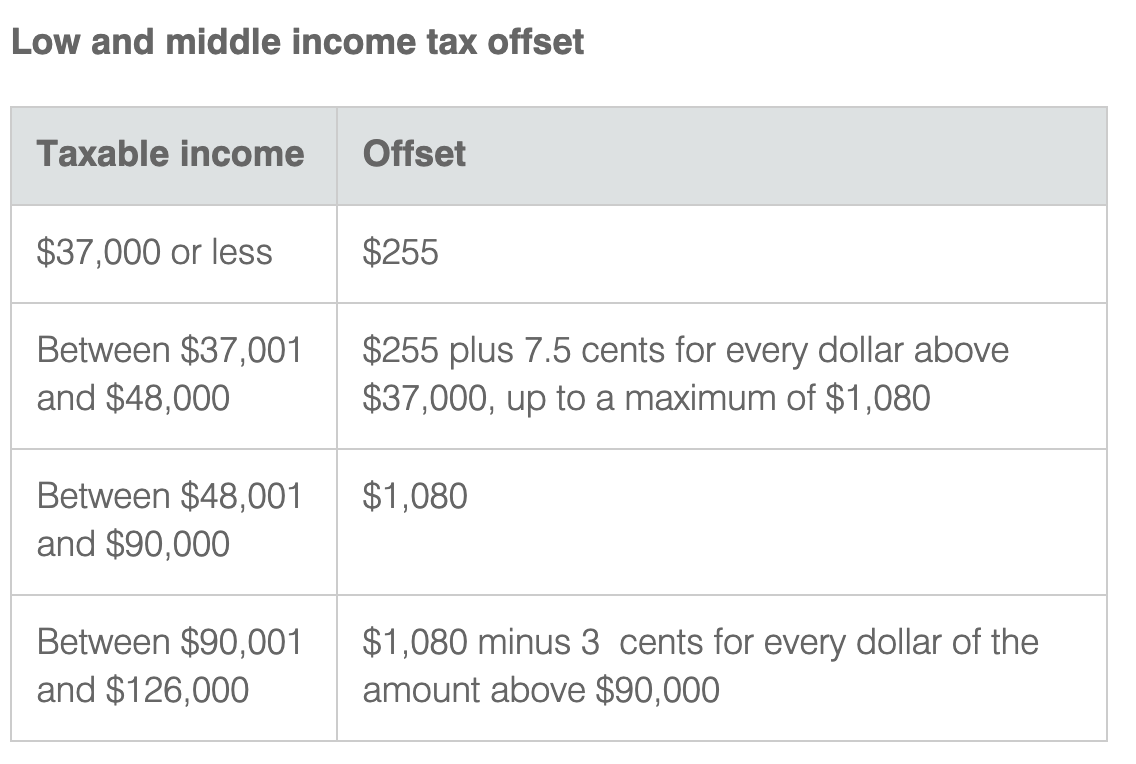 Low and middle income tax offset
Taxable income
Offset
$37,000 or less
$255
Between $37,001
and $48,000
$255 plus 7.5 cents for every dollar above
$37,000, up to a maximum of $1,080
Between $48,001
and $90,000
$1,080
Between $90,001
and $126,000
$1,080 minus 3  cents for every dollar of the
amount above $90,000